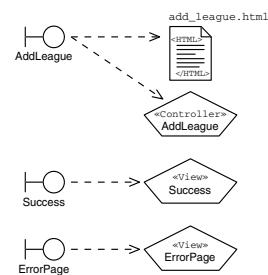 add_league.html
<HTML>
</HTML>
AddLeague
«Controller»
AddLeague
«View»
Success
Success
«View»
ErrorPage
ErrorPage